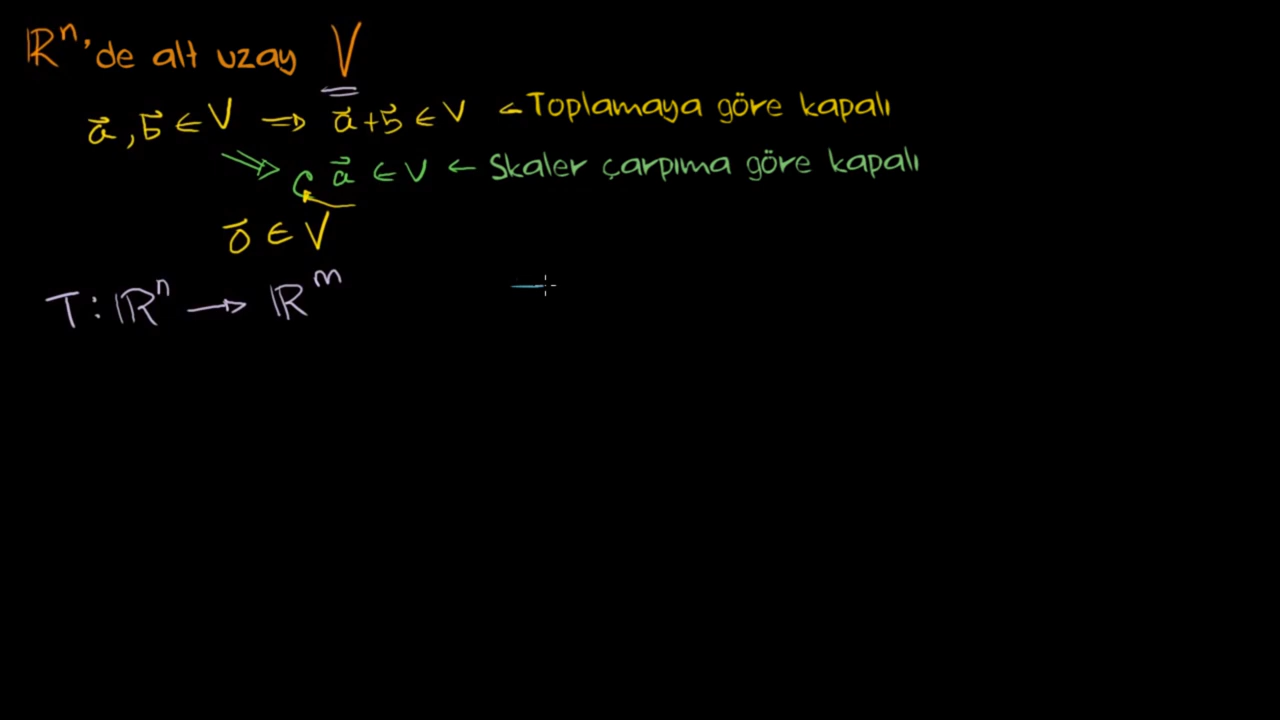 ℝⁿ'de alt uzay V
a⃗, b⃗ ∈ V ⇒ a⃗ + b⃗ ∈ V ← Toplamaya göre kapalı
⇒ c a⃗ ∈ V ← Skaler çarpıma göre kapalı
0⃗ ∈ V
T: ℝⁿ → ℝᵐ